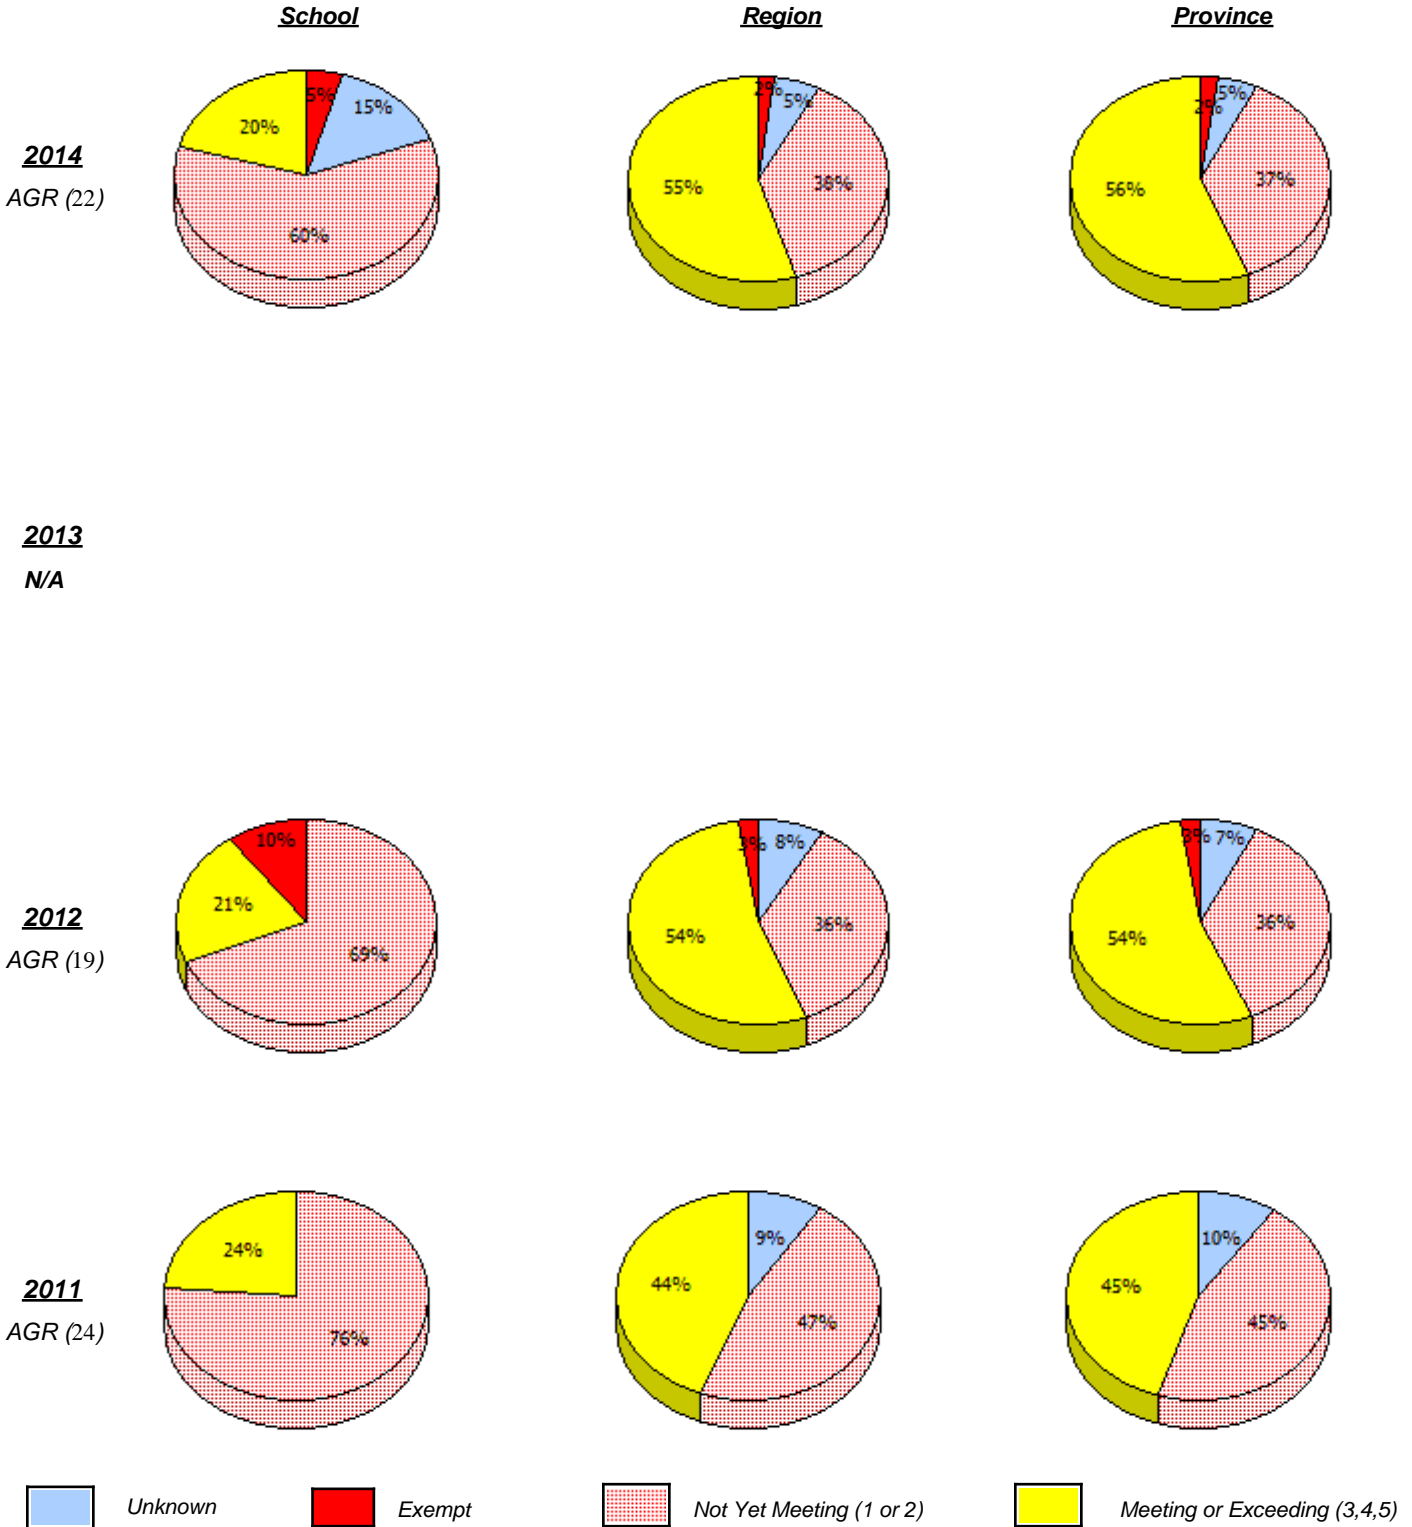 School Region Province
5% 15% 20% 60%
2% 5% 55% 38%
2% 5% 56% 37%
2014
AGR (22)
2013
N/A
10% 21% 69%
3% 8% 54% 36%
3% 7% 54% 36%
2012
AGR (19)
24% 76%
9% 44% 47%
10% 45% 45%
2011
AGR (24)
Unknown Exempt Not Yet Meeting (1 or 2) Meeting or Exceeding (3,4,5)